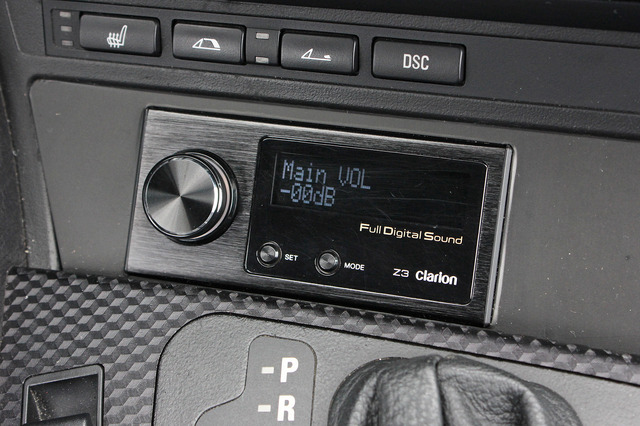 DSC
Main VOL
-00dB
Full Digital Sound
SET
MODE
Z3 Clarion
-P
-R